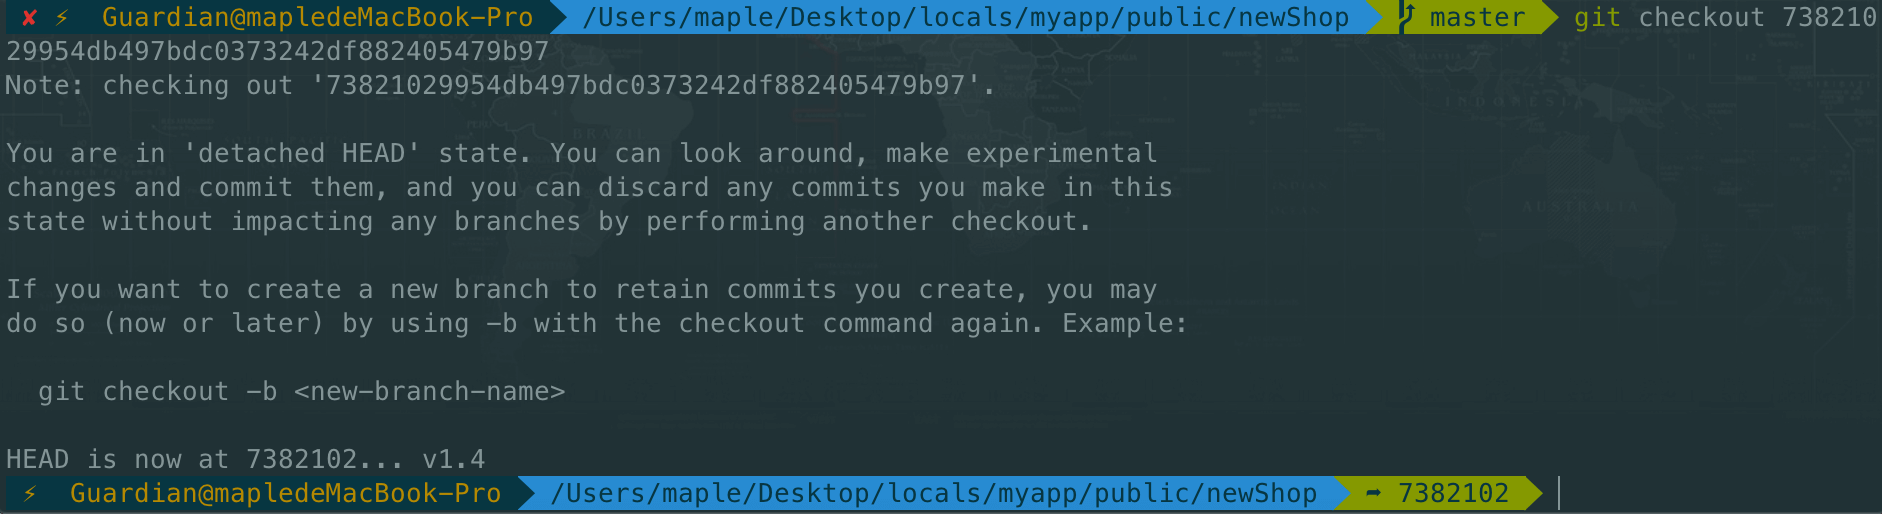 ✘ ⚡ Guardian@mapledeMacBook-Pro /Users/maple/Desktop/locals/myapp/public/newShop master git checkout 738210
29954db497bdc0373242df882405479b97
Note: checking out '73821029954db497bdc0373242df882405479b97'.
You are in 'detached HEAD' state. You can look around, make experimental
changes and commit them, and you can discard any commits you make in this
state without impacting any branches by performing another checkout.
If you want to create a new branch to retain commits you create, you may
do so (now or later) by using -b with the checkout command again. Example:
git checkout -b <new-branch-name>
HEAD is now at 7382102... v1.4
⚡ Guardian@mapledeMacBook-Pro /Users/maple/Desktop/locals/myapp/public/newShop ➦ 7382102
BRAZIL
INDONESIA
AUSTRALIA